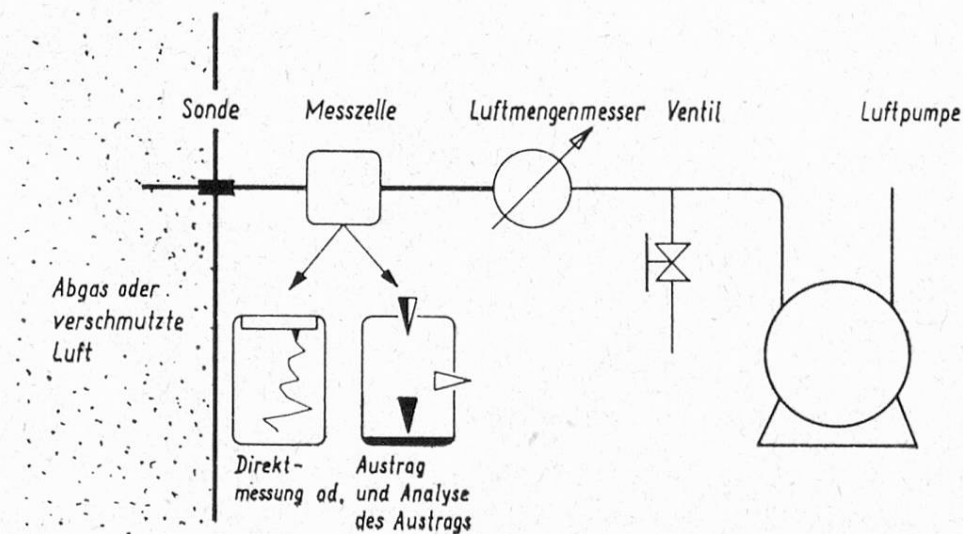 Sonde
Messzelle
Luftmengenmesser
Ventil
Luftpumpe
Abgas oder
verschmutzte
Luft
Direkt-
messung od,
Austrag
und Analyse
des Austrags